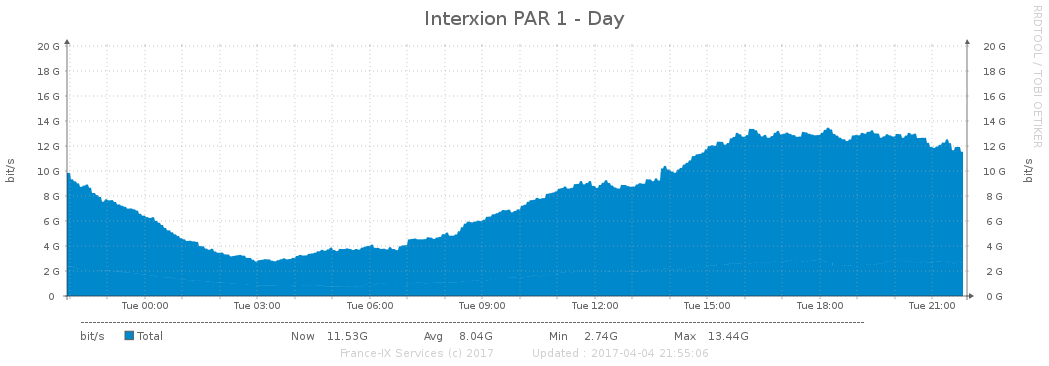 Interxion PAR 1 - Day
RRDTOOL / TOBI OETIKER
20 G 20 G
18 G 18 G
16 G 16 G
14 G 14 G
12 G 12 G
10 G 10 G
8 G 8 G
6 G 6 G
4 G 4 G
2 G 2 G
0 0 G
bit/s
bit/s
Tue 00:00 Tue 03:00 Tue 06:00 Tue 09:00 Tue 12:00 Tue 15:00 Tue 18:00 Tue 21:00
bit/s Total Now 11.53G Avg 8.04G Min 2.74G Max 13.44G
France-IX Services (c) 2017 Updated : 2017-04-04 21:55:06